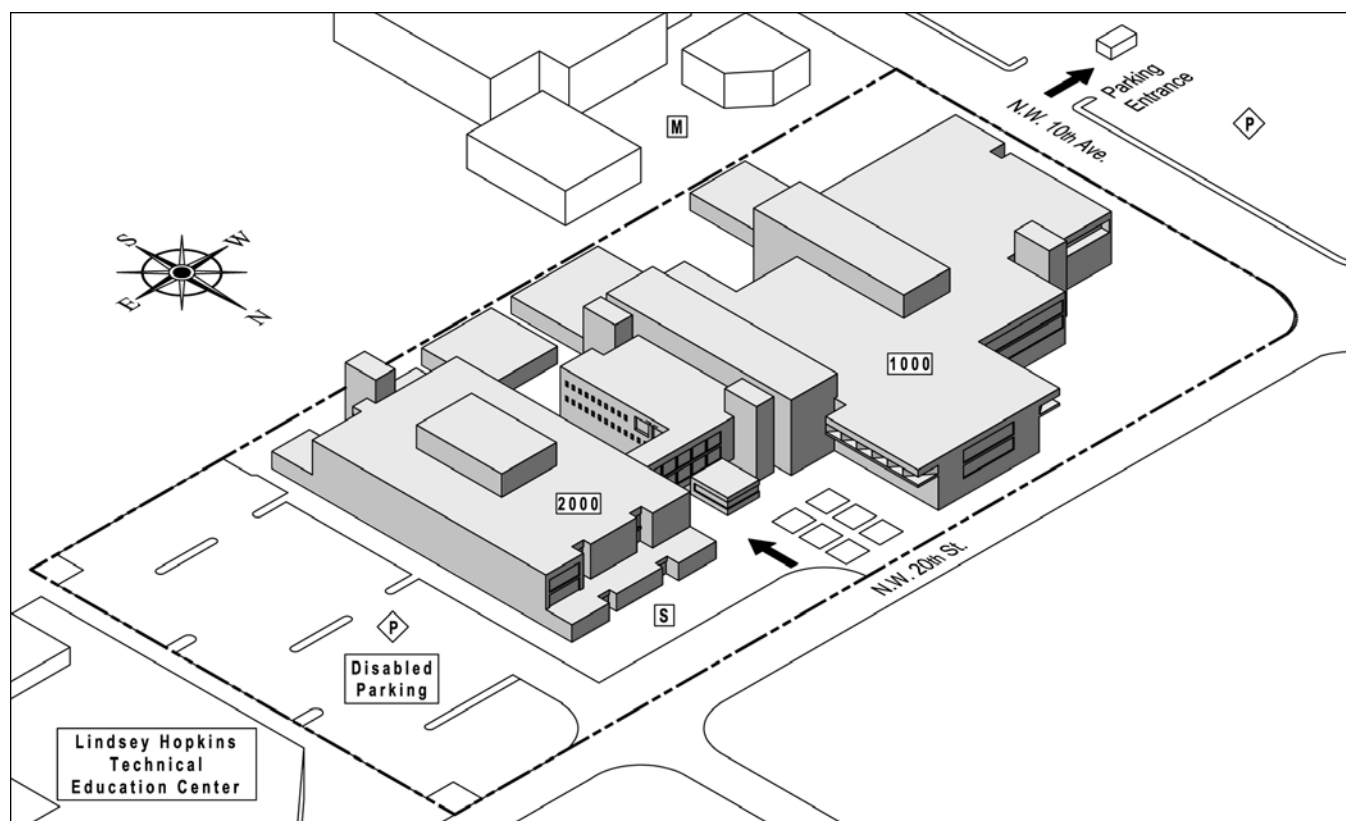 Parking
Entrance
N.W. 10th Ave.
P
M
S
W
E
N
1000
2000
N.W. 20th St.
S
P
Disabled
Parking
Lindsey Hopkins
Technical
Education Center